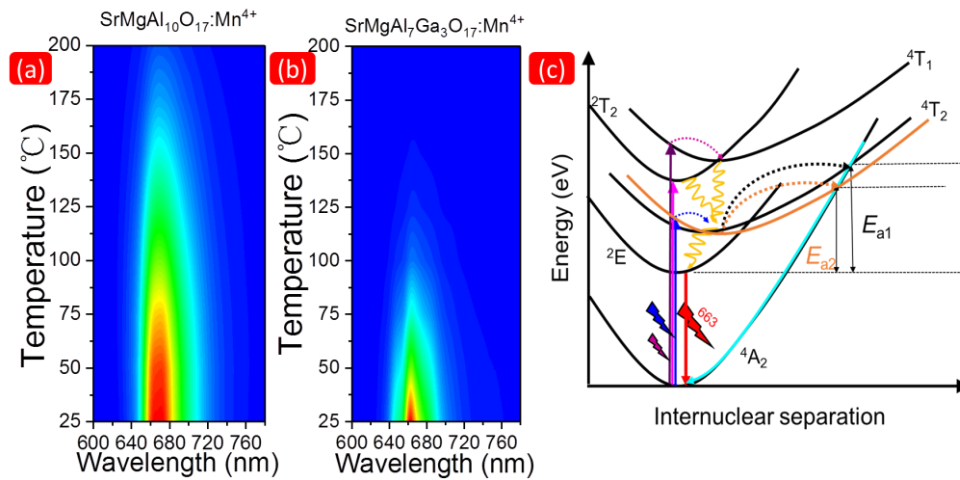 SrMgAl₁₀O₁₇:Mn⁴⁺
(a)
200
175
150
125
100
75
50
25
Temperature (℃)
600 640 680 720 760
Wavelength (nm)
SrMgAl₇Ga₃O₁₇:Mn⁴⁺
(b)
200
175
150
125
100
75
50
25
Temperature (℃)
600 640 680 720 760
Wavelength (nm)
(c)
⁴T₁
²T₂
⁴T₂
²E
Eₐ₁
Eₐ₂
663
⁴A₂
Energy (eV)
Internuclear separation